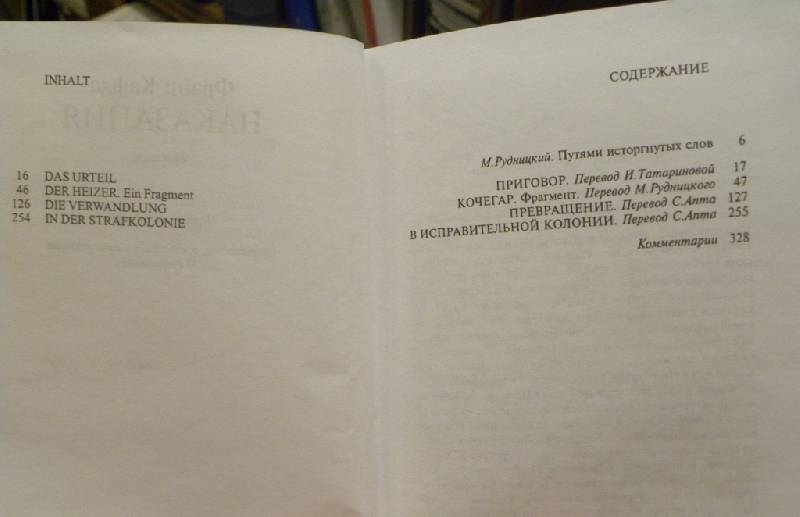 INHALT
16 DAS URTEIL
46 DER HEIZER. Ein Fragment
126 DIE VERWANDLUNG
254 IN DER STRAFKOLONIE
СОДЕРЖАНИЕ
М.Рудницкий. Путями исторгнутых слов 6
ПРИГОВОР. Перевод И.Татариновой 17
КОЧЕГАР. Фрагмент. Перевод М.Рудницкого 47
ПРЕВРАЩЕНИЕ. Перевод С.Апта 127
В ИСПРАВИТЕЛЬНОЙ КОЛОНИИ. Перевод С.Апта 255
Комментарии 328